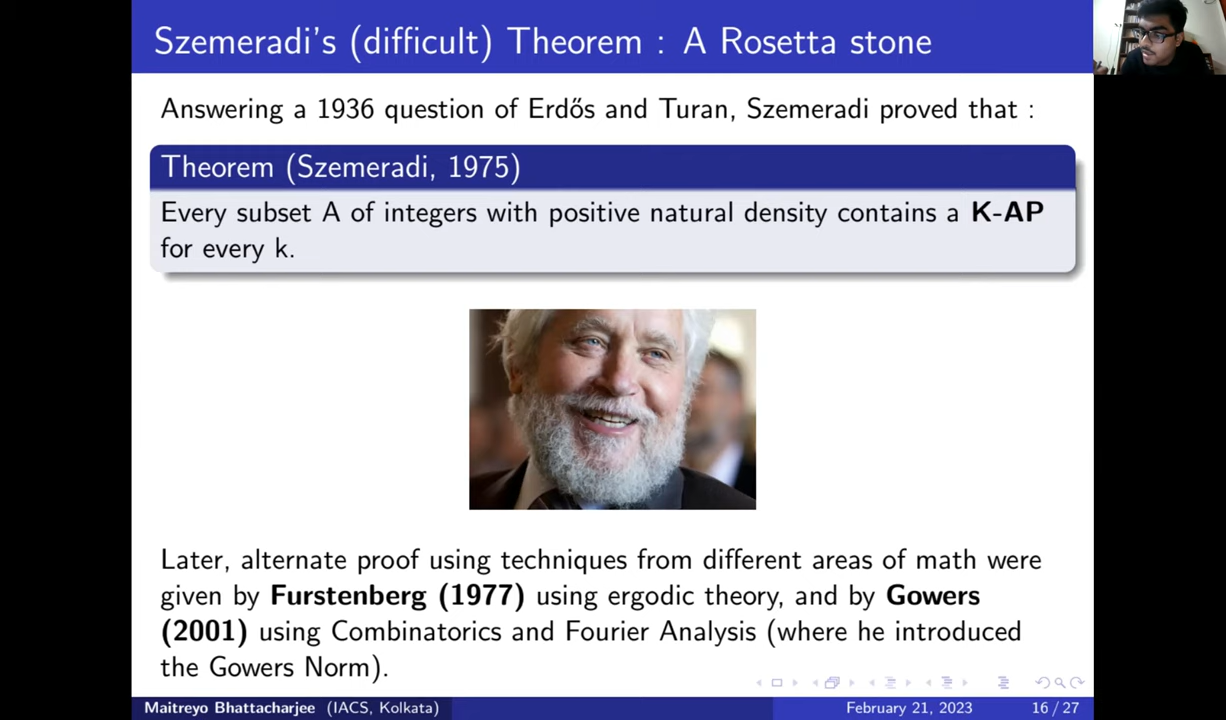 Szemeradi's (difficult) Theorem : A Rosetta stone
Answering a 1936 question of Erdős and Turan, Szemeradi proved that :
Theorem (Szemeradi, 1975)
Every subset A of integers with positive natural density contains a K-AP
for every k.
Later, alternate proof using techniques from different areas of math were
given by Furstenberg (1977) using ergodic theory, and by Gowers
(2001) using Combinatorics and Fourier Analysis (where he introduced
the Gowers Norm).
Maitreyo Bhattacharjee (IACS, Kolkata) February 21, 2023 16 / 27